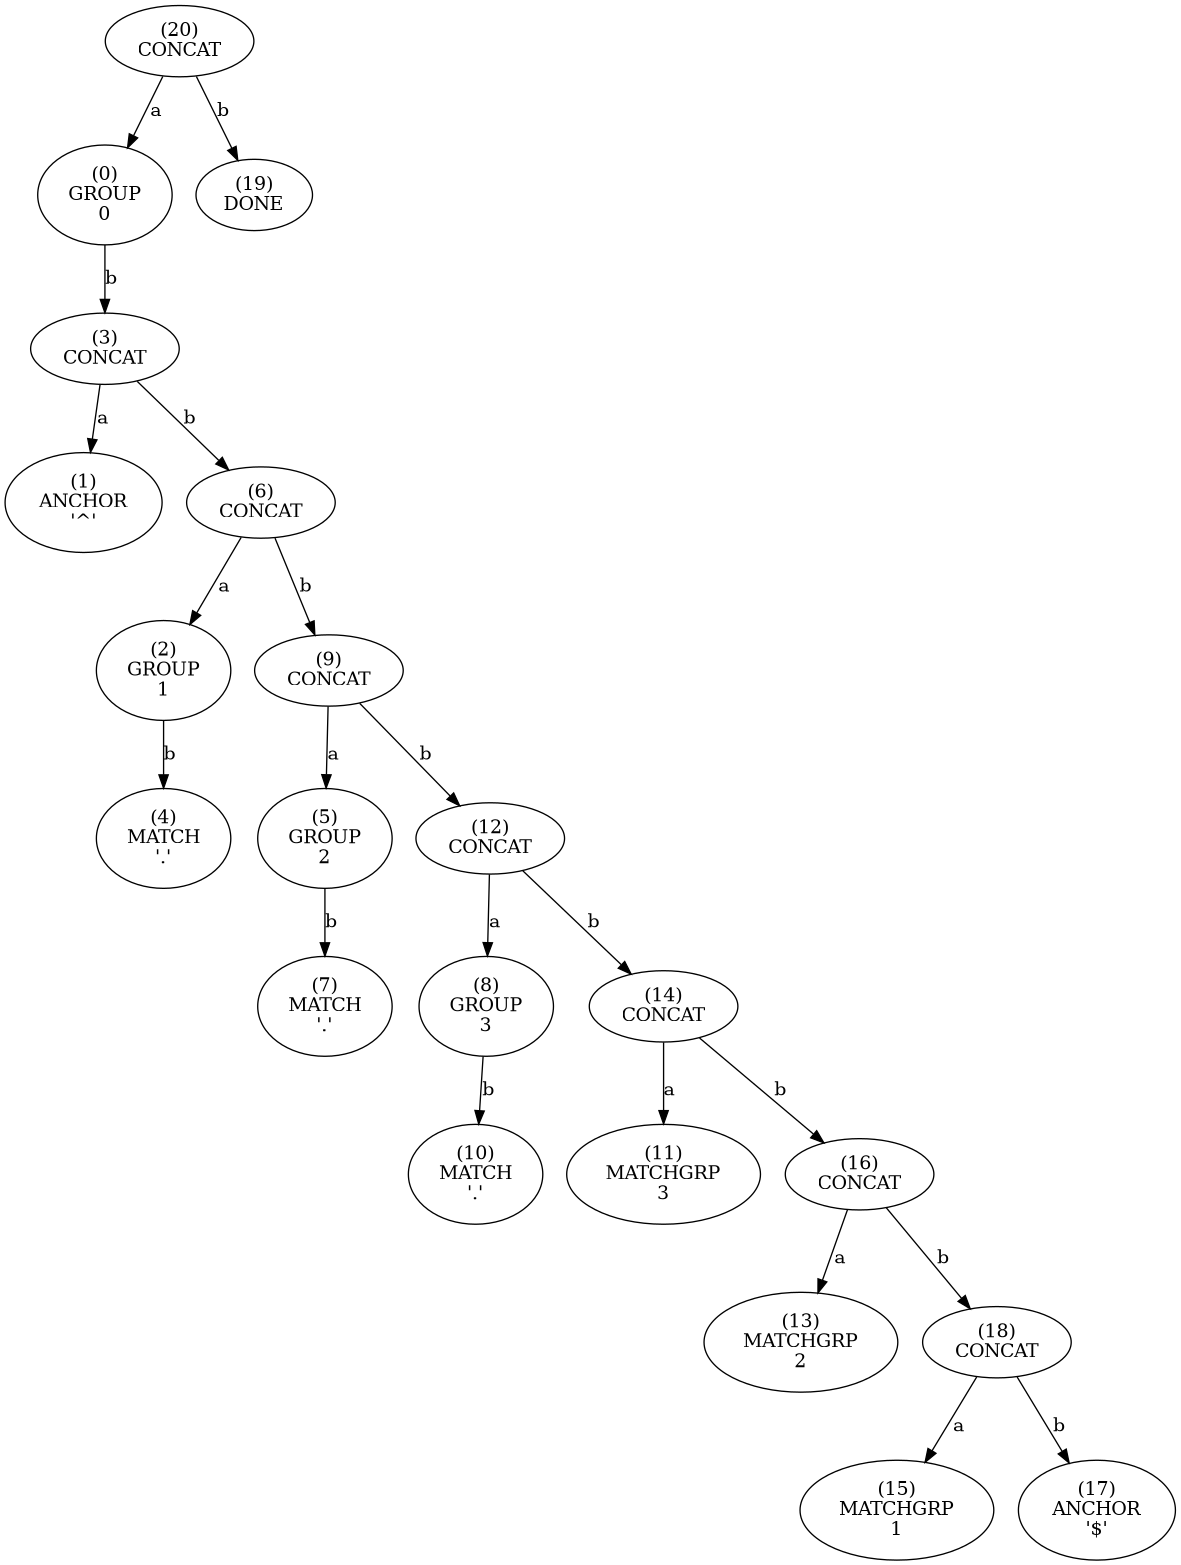 (20)
CONCAT
a
b
(0)
GROUP
0
(19)
DONE
b
(3)
CONCAT
a
b
(1)
ANCHOR
'^'
(6)
CONCAT
a
b
(2)
GROUP
1
(9)
CONCAT
b
a
b
(4)
MATCH
'.'
(5)
GROUP
2
(12)
CONCAT
b
a
b
(7)
MATCH
'.'
(8)
GROUP
3
(14)
CONCAT
b
a
b
(10)
MATCH
'.'
(11)
MATCHGRP
3
(16)
CONCAT
a
b
(13)
MATCHGRP
2
(18)
CONCAT
a
b
(15)
MATCHGRP
1
(17)
ANCHOR
'$'